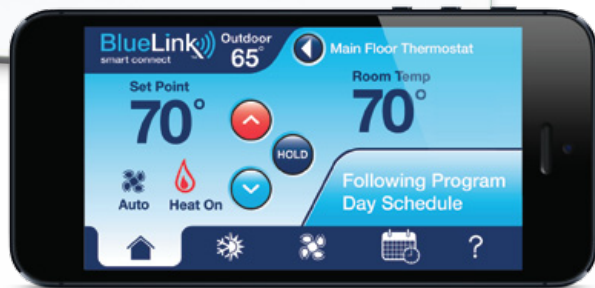 BlueLink
smart connect
Outdoor
65°
Main Floor Thermostat
Set Point
70°
Room Temp
70°
HOLD
Auto
Heat On
Following Program
Day Schedule
?